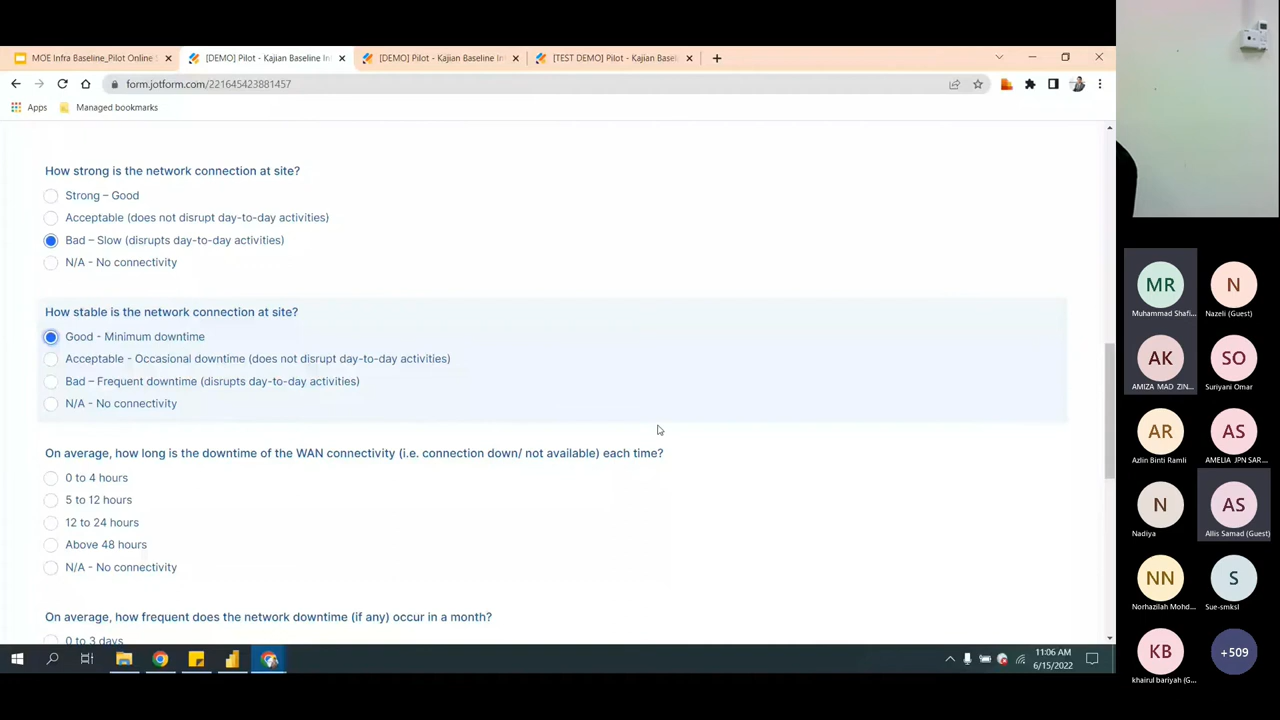 MOE Infra Baseline_Pilot Online
[DEMO] Pilot - Kajian Baseline In
[DEMO] Pilot - Kajian Baseline In
[TEST DEMO] Pilot - Kajian Basel
form.jotform.com/221645423881457
Apps
Managed bookmarks
How strong is the network connection at site?
Strong – Good
Acceptable (does not disrupt day-to-day activities)
Bad – Slow (disrupts day-to-day activities)
N/A - No connectivity
How stable is the network connection at site?
Good - Minimum downtime
Acceptable - Occasional downtime (does not disrupt day-to-day activities)
Bad – Frequent downtime (disrupts day-to-day activities)
N/A - No connectivity
On average, how long is the downtime of the WAN connectivity (i.e. connection down/ not available) each time?
0 to 4 hours
5 to 12 hours
12 to 24 hours
Above 48 hours
N/A - No connectivity
On average, how frequent does the network downtime (if any) occur in a month?
0 to 3 days
11:06 AM
6/15/2022
MR
Muhammad Shafi...
N
Nazeli (Guest)
AK
AMIZA MAD ZIN...
SO
Suriyani Omar
AR
Azlin Binti Ramli
AS
AMELIA JPN SAR...
N
Nadiya
AS
Allis Samad (Guest)
NN
Norhazilah Mohd...
S
Sue-smksl
KB
khairul bariyah (G...
+509